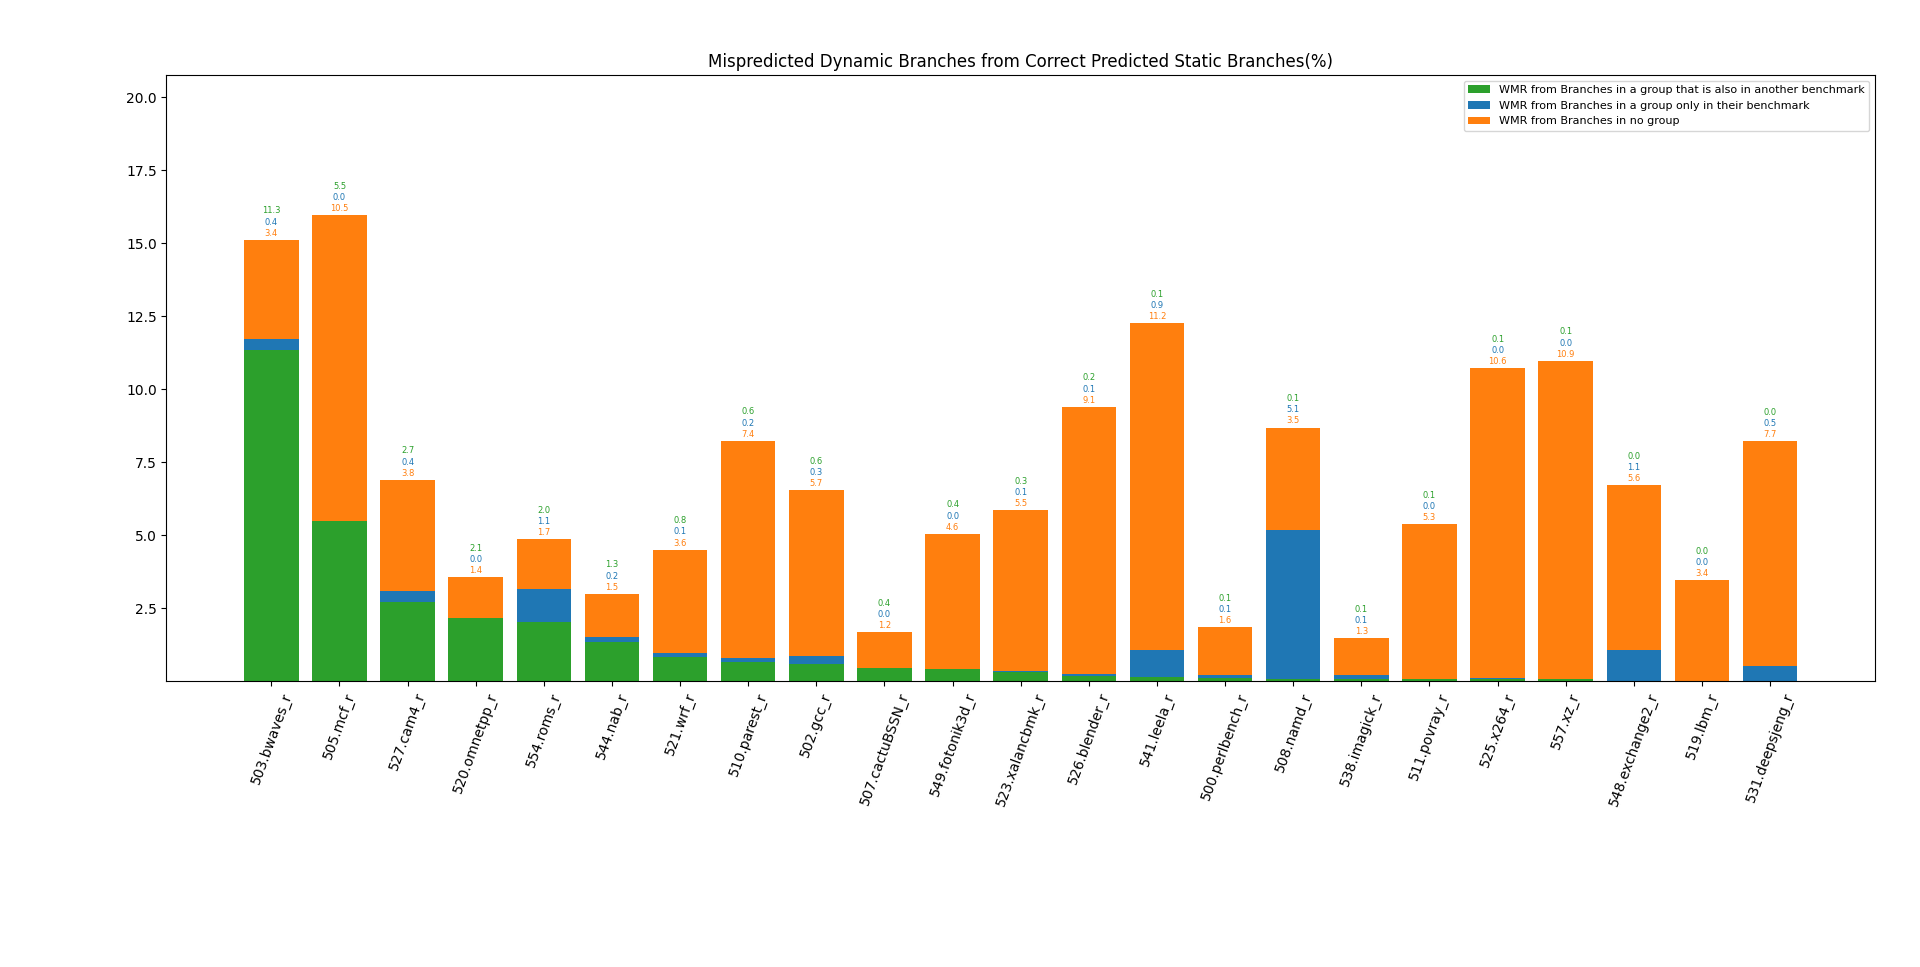 Mispredicted Dynamic Branches from Correct Predicted Static Branches(%)
WMR from Branches in a group that is also in another benchmark
WMR from Branches in a group only in their benchmark
WMR from Branches in no group
20.0
17.5
15.0
12.5
10.0
7.5
5.0
2.5
11.3
0.4
3.4
5.5
0.0
10.5
2.7
0.4
3.8
2.1
0.0
1.4
2.0
1.1
1.7
1.3
0.2
1.5
0.8
0.1
3.6
0.6
0.2
7.4
0.6
0.3
5.7
0.4
0.0
1.2
0.4
0.0
4.6
0.3
0.1
5.5
0.2
0.1
9.1
0.1
0.9
11.2
0.1
0.1
1.6
0.1
5.1
3.5
0.1
0.1
1.3
0.1
0.0
5.3
0.1
0.0
10.6
0.1
0.0
10.9
0.0
1.1
5.6
0.0
0.0
3.4
0.0
0.5
7.7
503.bwaves_r
505.mcf_r
527.cam4_r
520.omnetpp_r
554.roms_r
544.nab_r
521.wrf_r
510.parest_r
502.gcc_r
507.cactuBSSN_r
549.fotonik3d_r
523.xalancbmk_r
526.blender_r
541.leela_r
500.perlbench_r
508.namd_r
538.imagick_r
511.povray_r
525.x264_r
557.xz_r
548.exchange2_r
519.lbm_r
531.deepsjeng_r